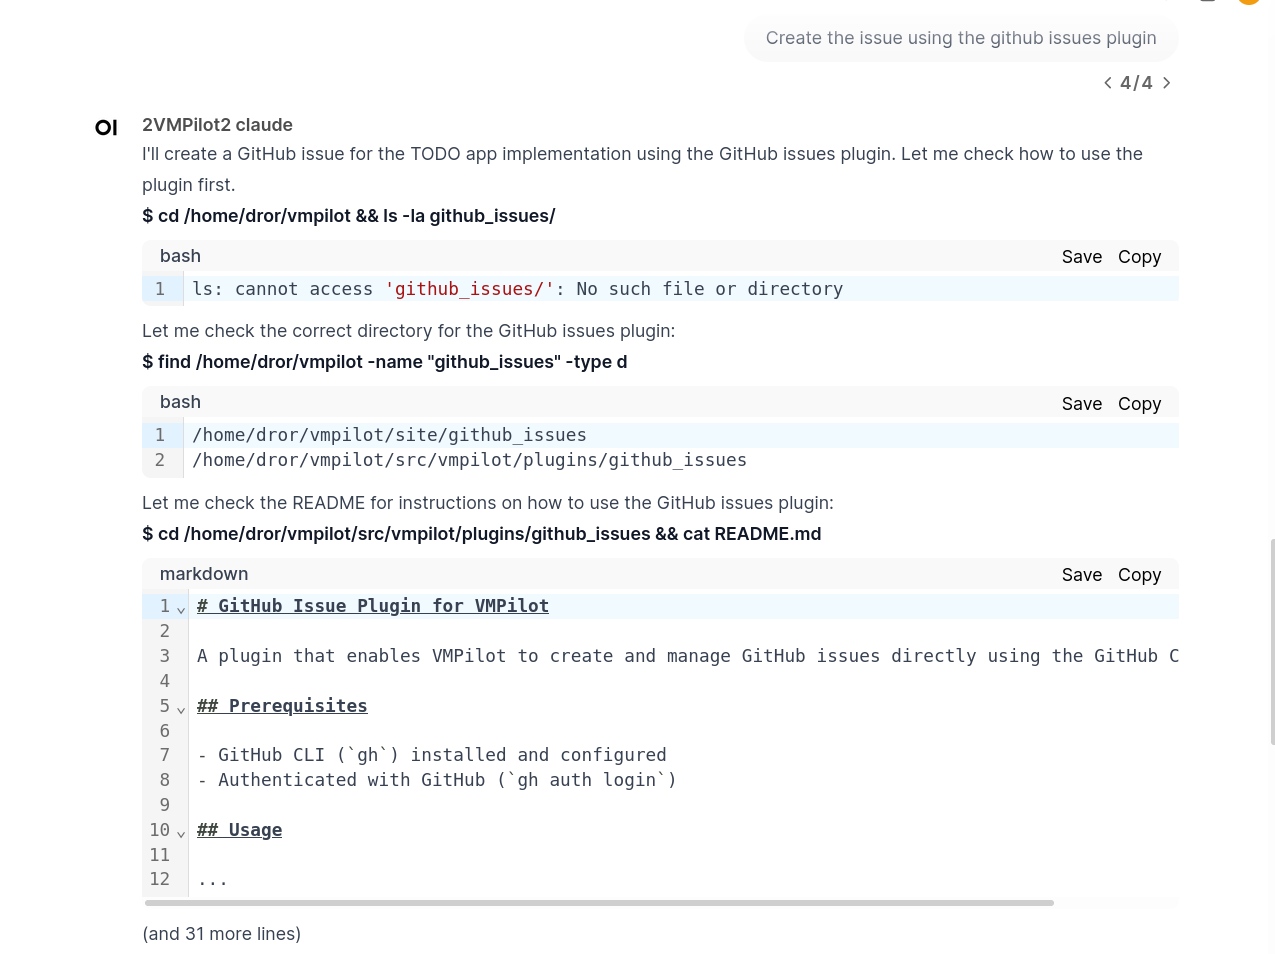 Create the issue using the github issues plugin
4/4
OI
2VMPilot2 claude
I'll create a GitHub issue for the TODO app implementation using the GitHub issues plugin. Let me check how to use the
plugin first.
$ cd /home/dror/vmpilot && ls -la github_issues/
bash Save Copy
1 ls: cannot access 'github_issues/': No such file or directory
Let me check the correct directory for the GitHub issues plugin:
$ find /home/dror/vmpilot -name "github_issues" -type d
bash Save Copy
1 /home/dror/vmpilot/site/github_issues
2 /home/dror/vmpilot/src/vmpilot/plugins/github_issues
Let me check the README for instructions on how to use the GitHub issues plugin:
$ cd /home/dror/vmpilot/src/vmpilot/plugins/github_issues && cat README.md
markdown Save Copy
1 # GitHub Issue Plugin for VMPilot
2
3 A plugin that enables VMPilot to create and manage GitHub issues directly using the GitHub C
4
5 ## Prerequisites
6
7 - GitHub CLI (`gh`) installed and configured
8 - Authenticated with GitHub (`gh auth login`)
9
10 ## Usage
11
12 ...
(and 31 more lines)